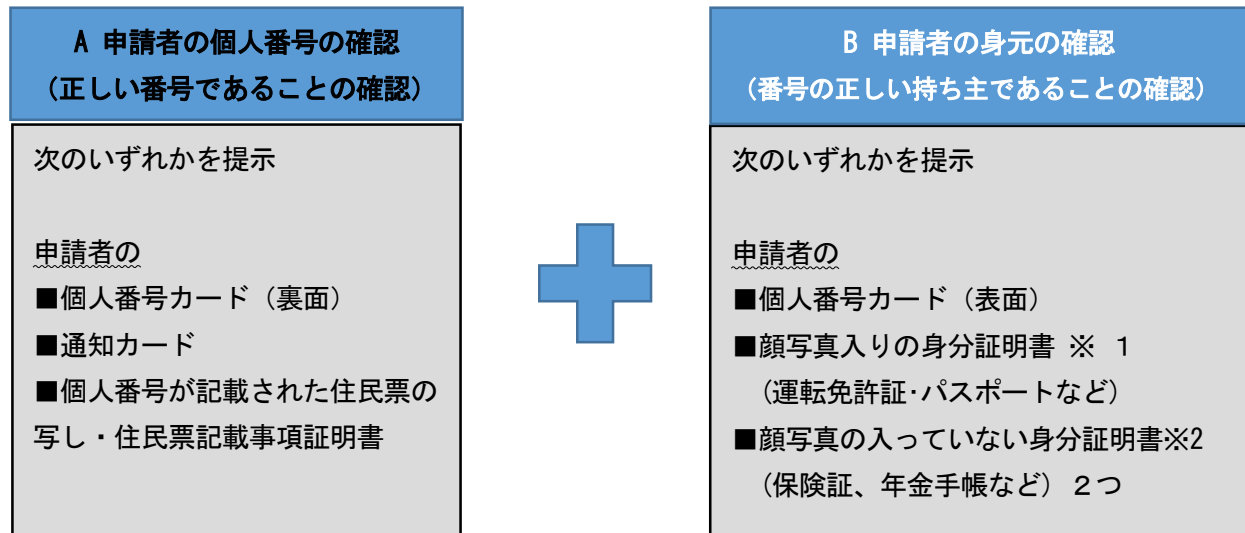 A 申請者の個人番号の確認
（正しい番号であることの確認）
次のいずれかを提示
申請者の
■個人番号カード（裏面）
■通知カード
■個人番号が記載された住民票の
写し・住民票記載事項証明書
B 申請者の身元の確認
（番号の正しい持ち主であることの確認）
次のいずれかを提示
申請者の
■個人番号カード（表面）
■顔写真入りの身分証明書 ※ １
（運転免許証・パスポートなど）
■顔写真の入っていない身分証明書※2
（保険証、年金手帳など）２つ